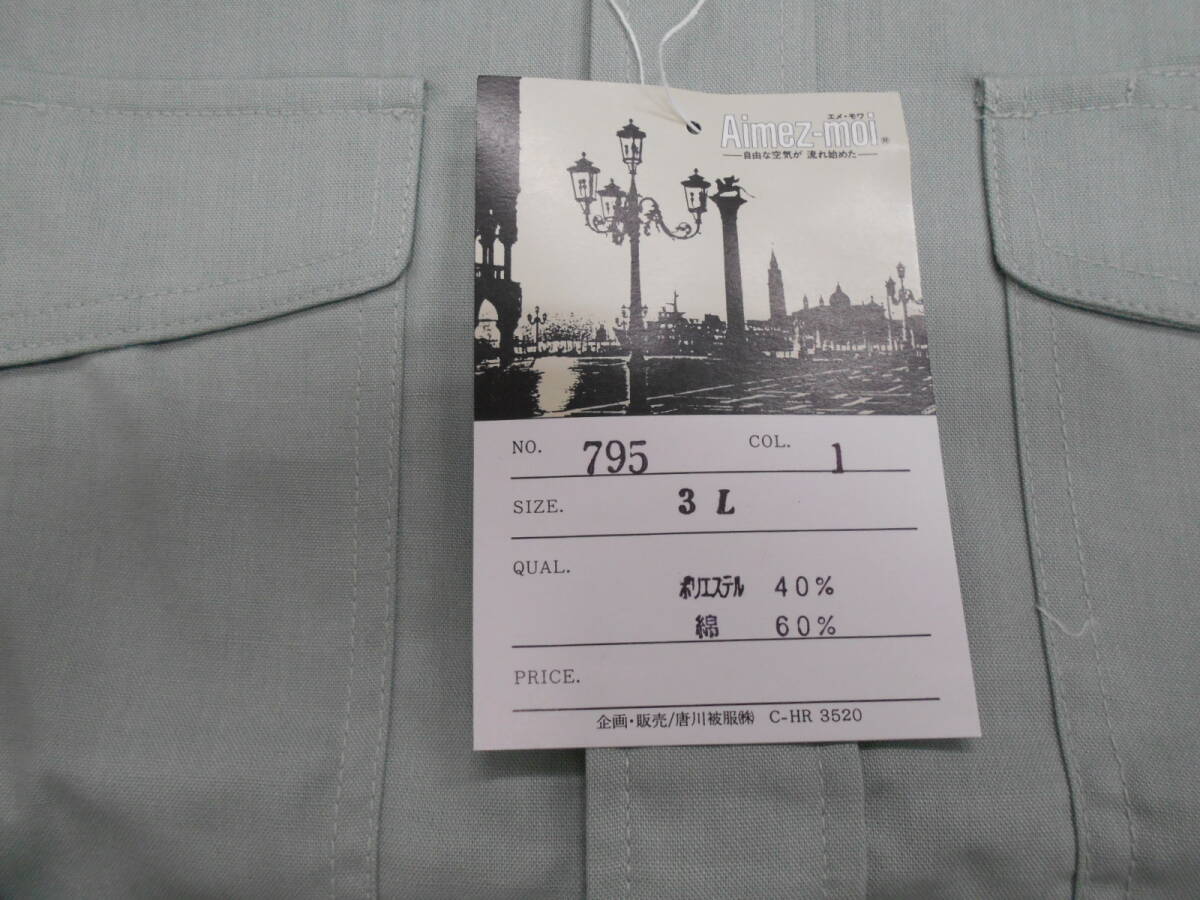 エメ・モワ
Aimez-moi®
自由な空気が 流れ始めた
NO. 795 COL. 1
SIZE. 3 L
QUAL.
ポリエステル 40%
綿 60%
PRICE.
企画・販売/唐川被服㈱ C-HR 3520